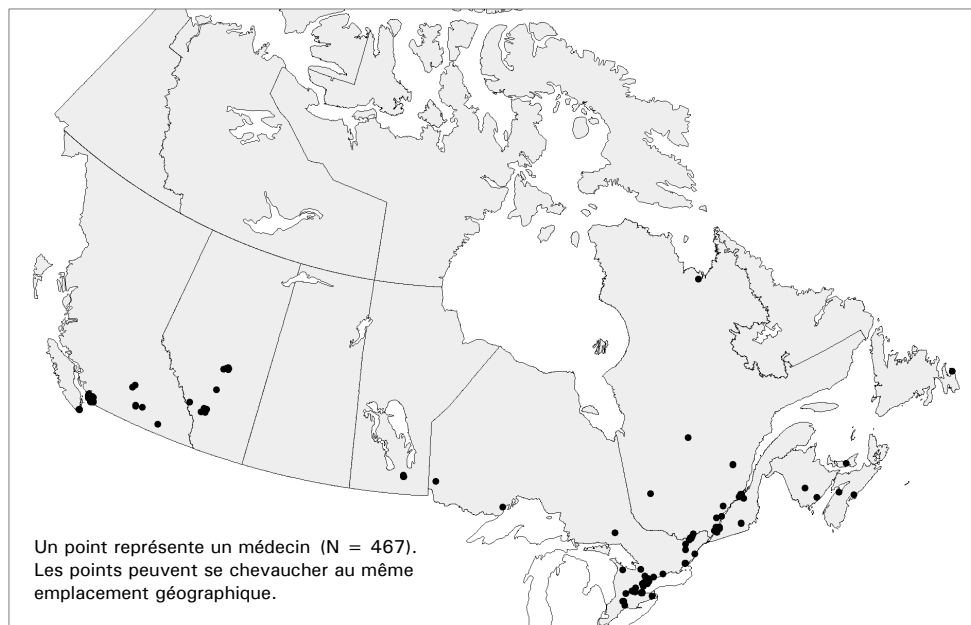 Un point représente un médecin (N = 467).
Les points peuvent se chevaucher au même
emplacement géographique.